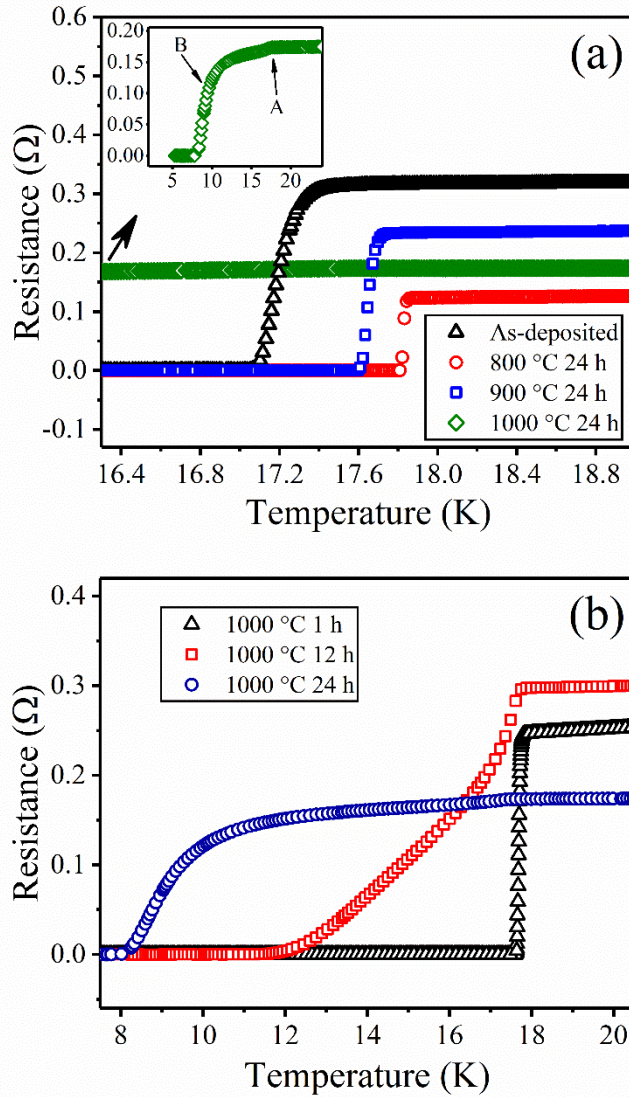 (a)
0.6
0.5
0.4
0.3
0.2
0.1
0.0
-0.1
Resistance (Ω)
0.20
0.15
0.10
0.05
0.00
5
10
15
20
B
A
As-deposited
800 °C 24 h
900 °C 24 h
1000 °C 24 h
16.4
16.8
17.2
17.6
18.0
18.4
18.8
Temperature (K)
(b)
0.4
0.3
0.2
0.1
0.0
Resistance (Ω)
1000 °C 1 h
1000 °C 12 h
1000 °C 24 h
8
10
12
14
16
18
20
Temperature (K)